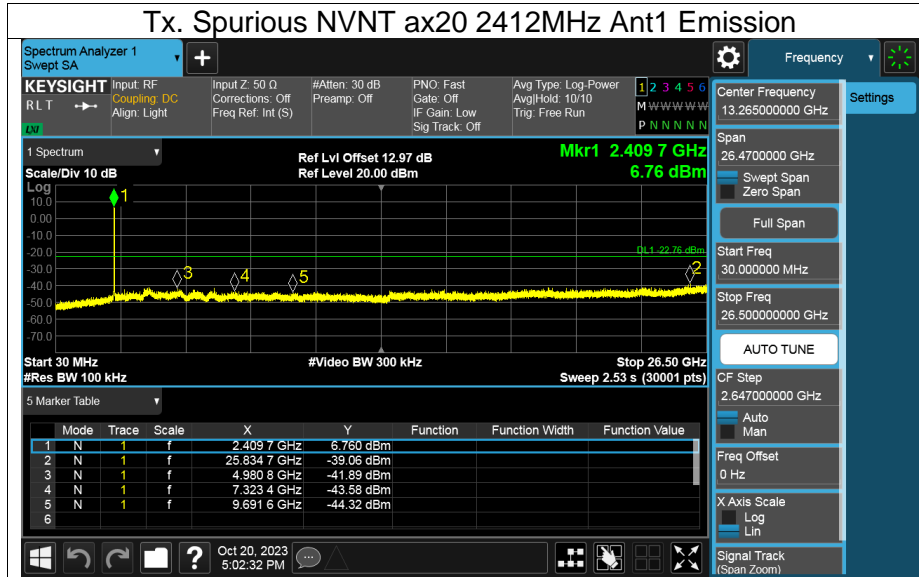 Tx. Spurious NVNT ax20 2412MHz Ant1 Emission
Spectrum Analyzer 1
Swept SA
+
Frequency
KEYSIGHT
RLT
LXI
Input: RF
Coupling: DC
Align: Light
Input Z: 50 Ω
Corrections: Off
Freq Ref: Int (S)
#Atten: 30 dB
Preamp: Off
PNO: Fast
Gate: Off
IF Gain: Low
Sig Track: Off
Avg Type: Log-Power
Avg|Hold: 10/10
Trig: Free Run
1 2 3 4 5 6
M W W W W W
P N N N N N
1 Spectrum
Scale/Div 10 dB
Ref Lvl Offset 12.97 dB
Ref Level 20.00 dBm
Mkr1 2.409 7 GHz
6.76 dBm
Log
10.0
0.00
-10.0
-20.0
-30.0
-40.0
-50.0
-60.0
-70.0
1
DL1 -22.76 dBm
3
4
5
2
Start 30 MHz
#Res BW 100 kHz
#Video BW 300 kHz
Stop 26.50 GHz
Sweep 2.53 s (30001 pts)
5 Marker Table
Mode Trace Scale X Y Function Function Width Function Value
1 N 1 f 2.409 7 GHz 6.760 dBm
2 N 1 f 25.834 7 GHz -39.06 dBm
3 N 1 f 4.980 8 GHz -41.89 dBm
4 N 1 f 7.323 4 GHz -43.58 dBm
5 N 1 f 9.691 6 GHz -44.32 dBm
6
?
Oct 20, 2023
5:02:32 PM
Center Frequency
13.265000000 GHz
Span
26.4700000 GHz
Swept Span
Zero Span
Full Span
Start Freq
30.000000 MHz
Stop Freq
26.500000000 GHz
AUTO TUNE
CF Step
2.647000000 GHz
Auto
Man
Freq Offset
0 Hz
X Axis Scale
Log
Lin
Signal Track
(Span Zoom)
Settings